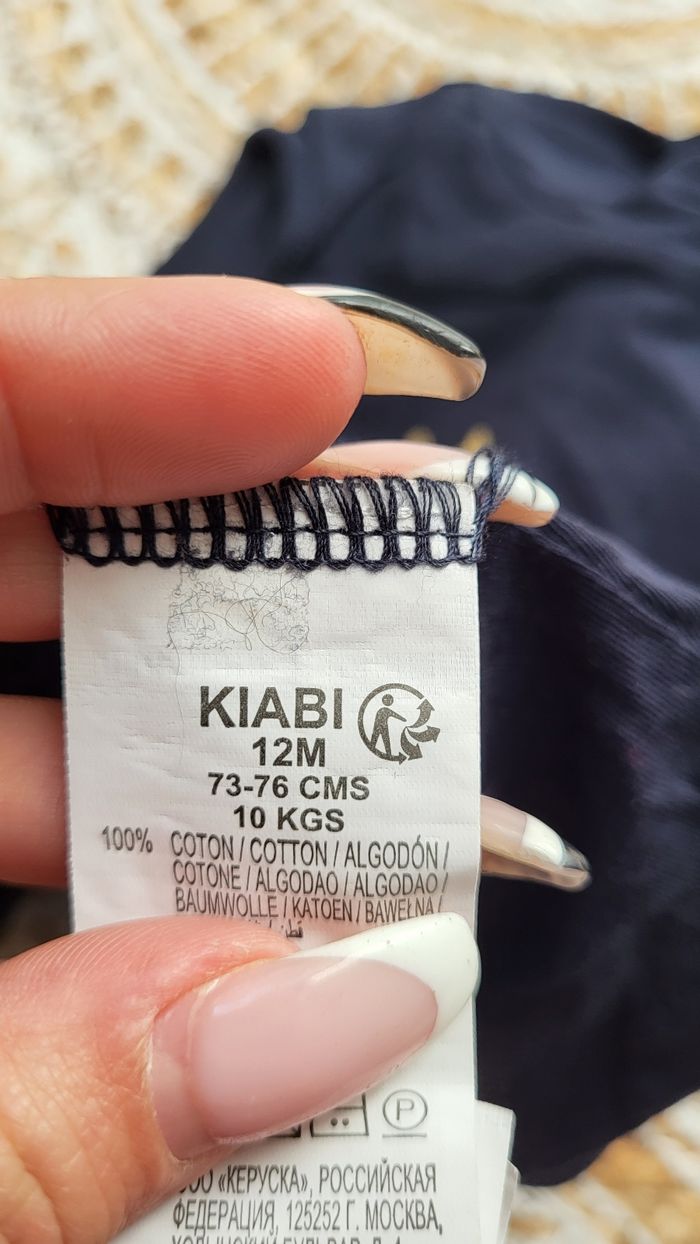 KIABI
12M
73-76 CMS
10 KGS
100% COTON / COTTON / ALGODÓN /
COTONE / ALGODAO / ALGODAO /
BAUMWOLLE / KATOEN / BAWEŁNA /
P
«КЕРУСКА», РОССИЙСКАЯ
ФЕДЕРАЦИЯ, 125252 Г. МОСКВА,